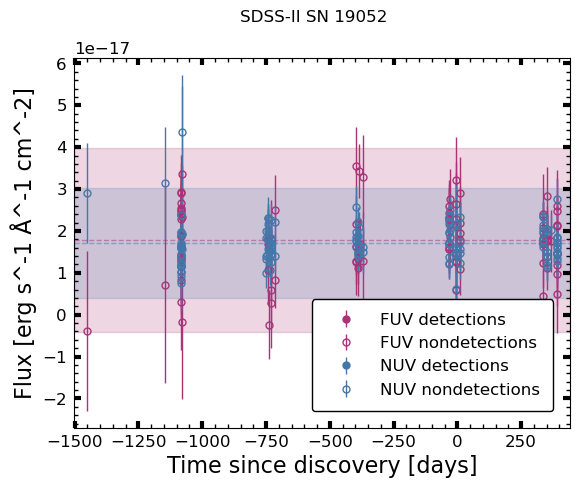 SDSS-II SN 19052
1e−17
6
5
4
3
2
1
0
−1
−2
Flux [erg s^-1 Å^-1 cm^-2]
FUV detections
FUV nondetections
NUV detections
NUV nondetections
−1500 −1250 −1000 −750 −500 −250 0 250
Time since discovery [days]